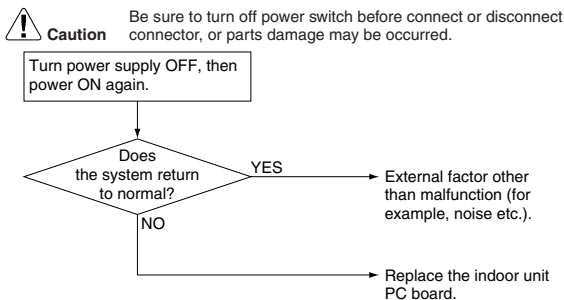 Be sure to turn off power switch before connect or disconnect
Caution connector, or parts damage may be occurred.
Turn power supply OFF, then
power ON again.
Does
the system return
to normal?
YES
External factor other
than malfunction (for
example, noise etc.).
NO
Replace the indoor unit
PC board.